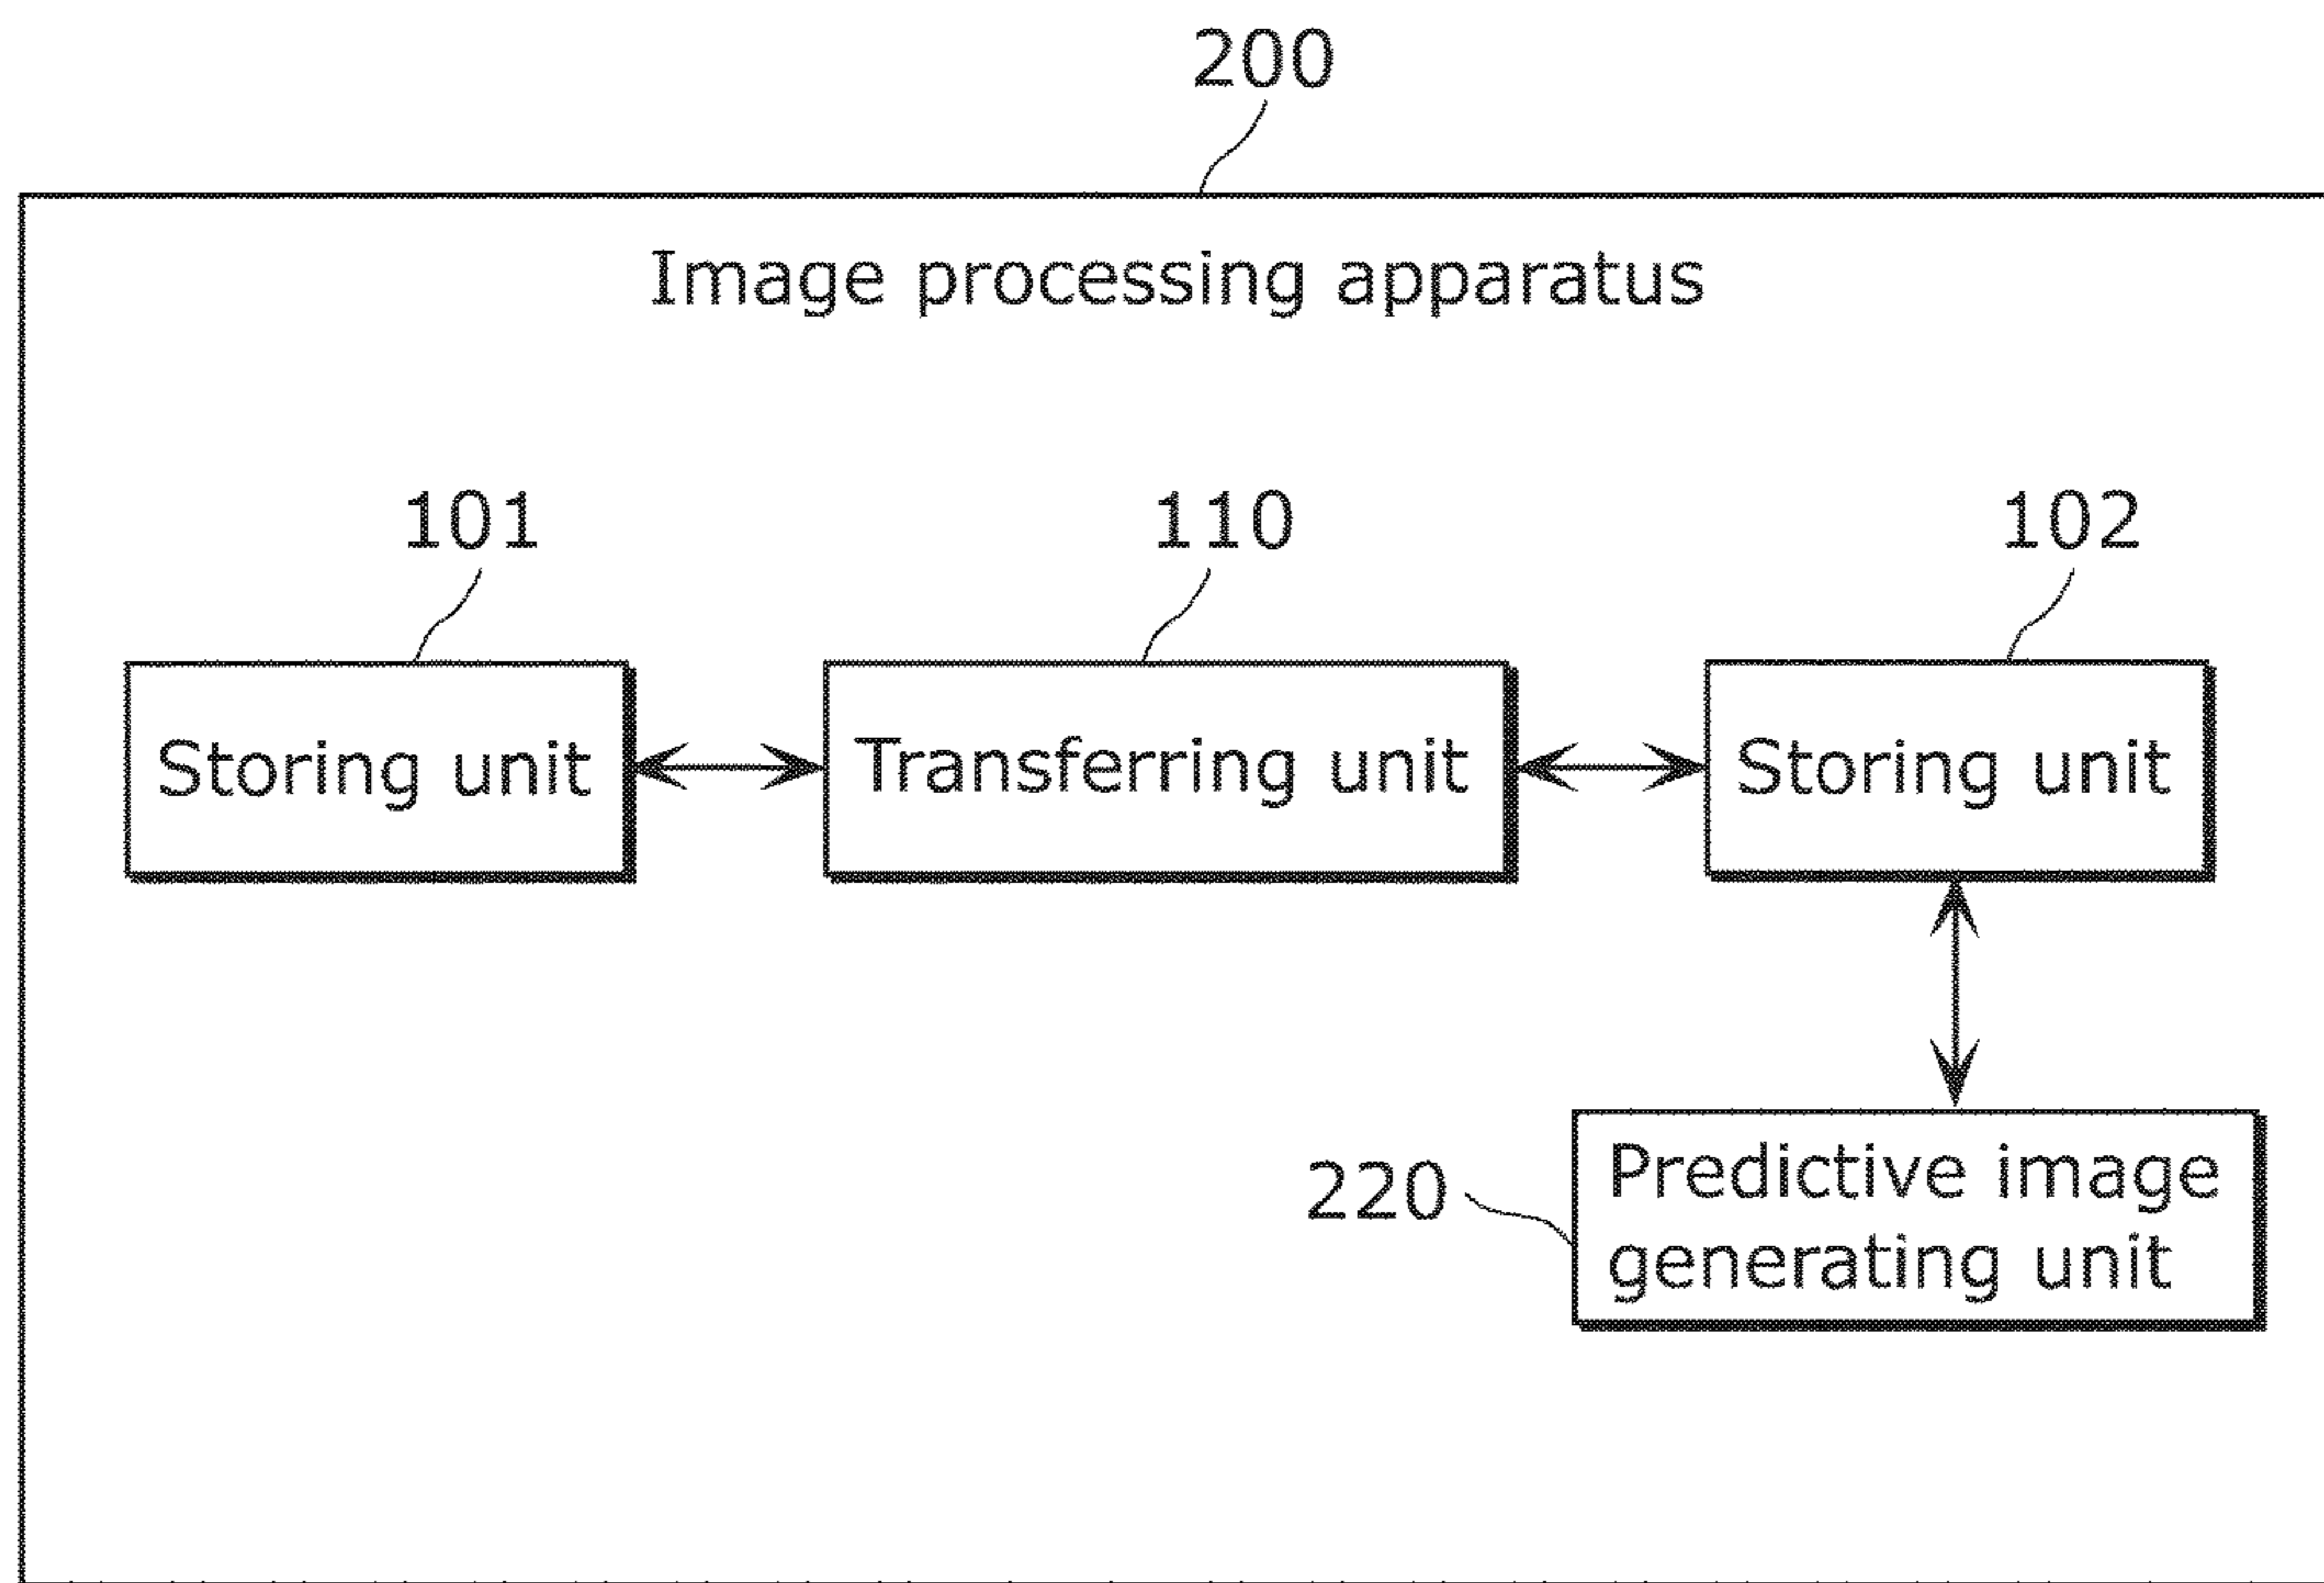 200
Image processing apparatus
101
110
102
Storing unit
Transferring unit
Storing unit
220
Predictive image
generating unit